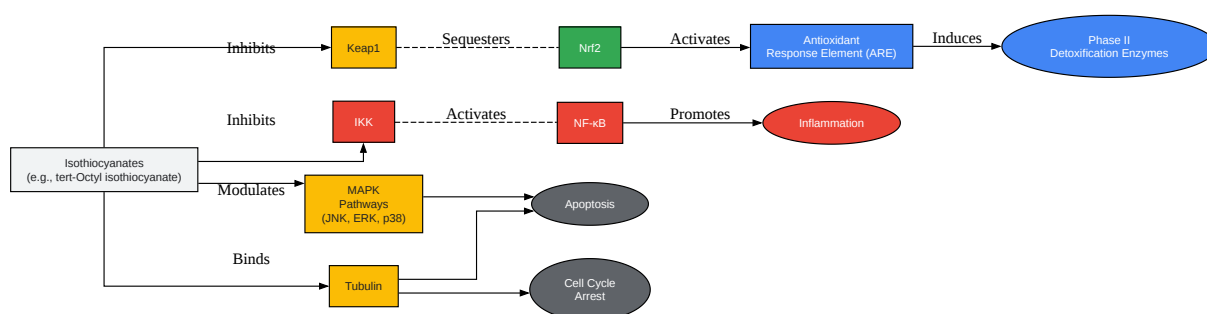 Inhibits
Keap1
Sequesters
Nrf2
Activates
Antioxidant
Response Element (ARE)
Induces
Phase II
Detoxification Enzymes
Inhibits
IKK
Activates
NF-κB
Promotes
Inflammation
Isothiocyanates
(e.g., tert-Octyl isothiocyanate)
Modulates
MAPK
Pathways
(JNK, ERK, p38)
Apoptosis
Binds
Tubulin
Cell Cycle
Arrest